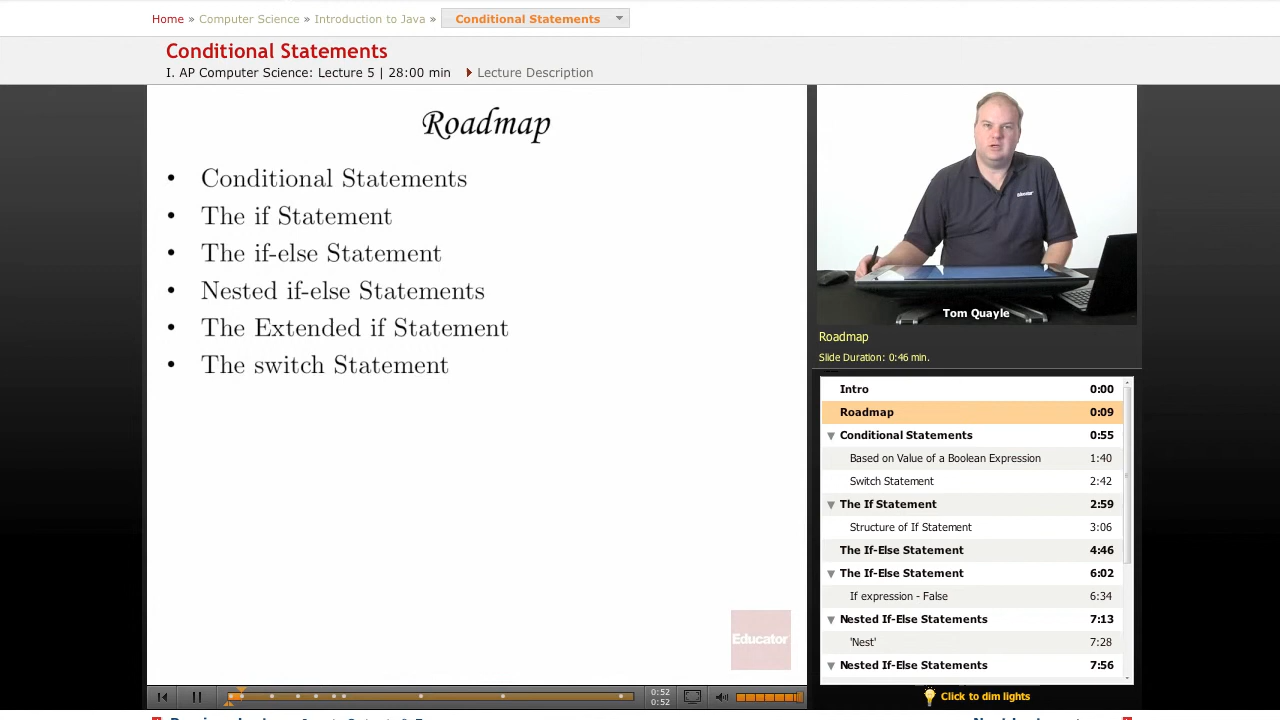 Home » Computer Science » Introduction to Java » Conditional Statements
Conditional Statements
I. AP Computer Science: Lecture 5 | 28:00 min Lecture Description
Roadmap
• Conditional Statements
• The if Statement
• The if-else Statement
• Nested if-else Statements
• The Extended if Statement
• The switch Statement
Educator
Educator
Tom Quayle
Roadmap
Slide Duration: 0:46 min.
Intro 0:00
Roadmap 0:09
Conditional Statements 0:55
Based on Value of a Boolean Expression 1:40
Switch Statement 2:42
The If Statement 2:59
Structure of If Statement 3:06
The If-Else Statement 4:46
The If-Else Statement 6:02
If expression - False 6:34
Nested If-Else Statements 7:13
'Nest' 7:28
Nested If-Else Statements 7:56
0:52
0:52
Click to dim lights